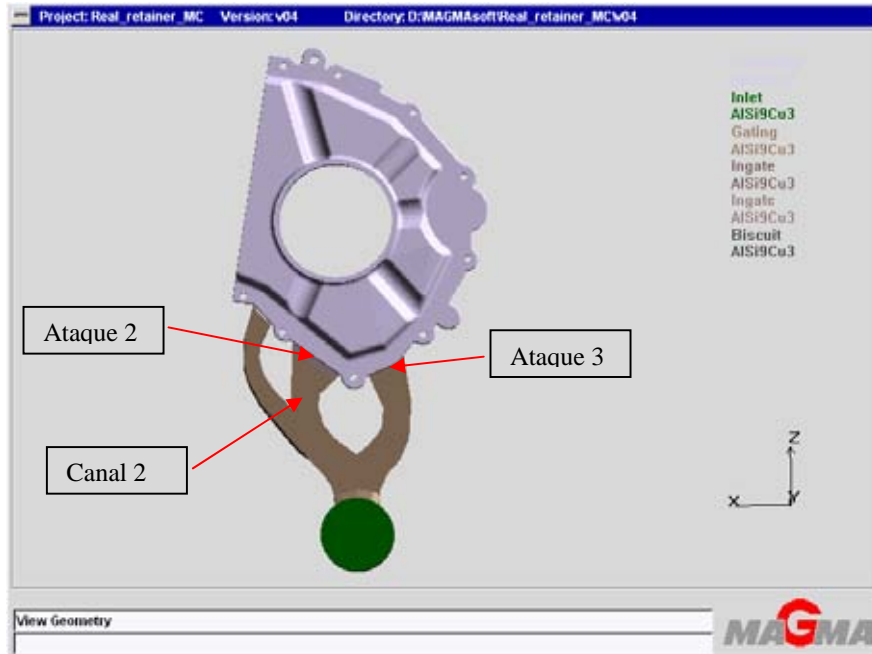 Project: Real_retainer_MC Version: v04 Directory: D:\MAGMAsoft\Real_retainer_MC\v04
Inlet
AlSi9Cu3
Gating
AlSi9Cu3
Ingate
AlSi9Cu3
Ingate
AlSi9Cu3
Biscuit
AlSi9Cu3
Ataque 2
Ataque 3
Canal 2
Z
X
Y
View Geometry
MAGMA